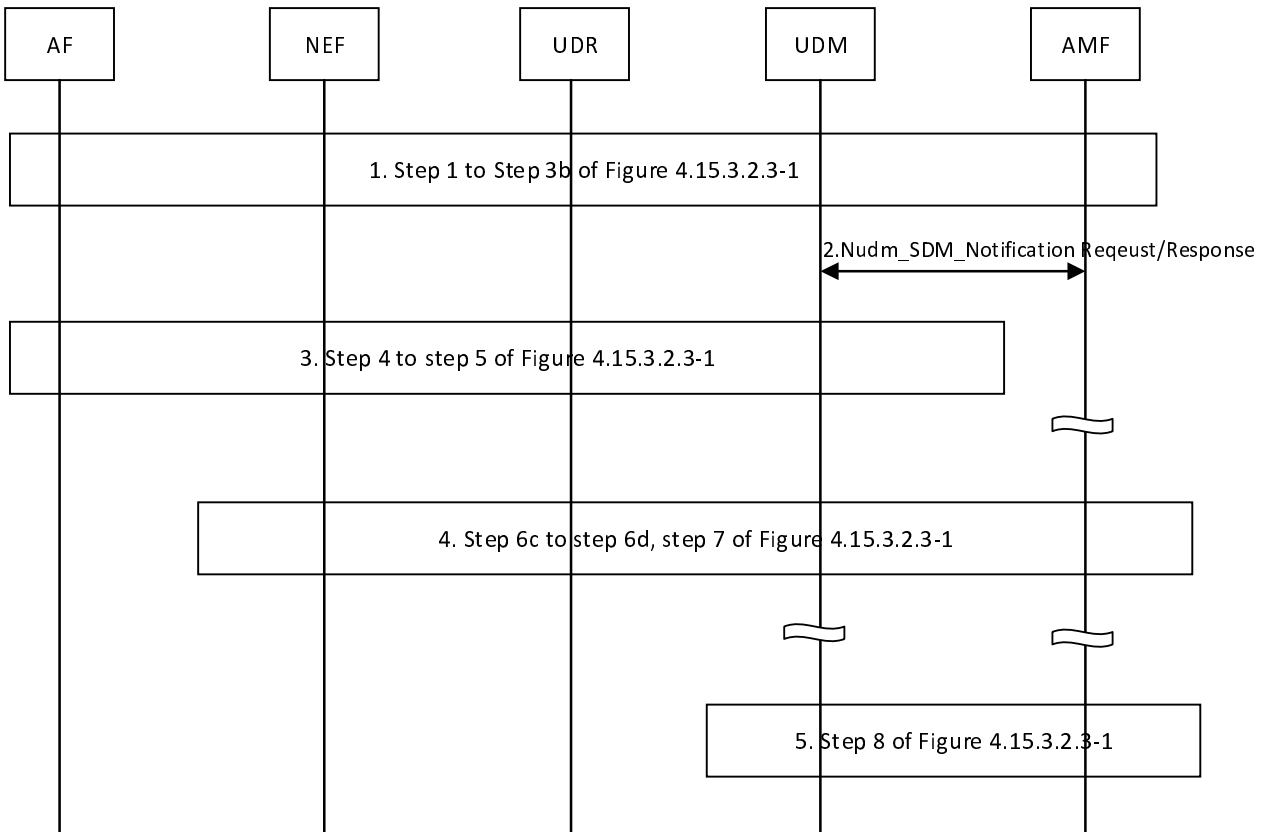 AF
NEF
UDR
UDM
AMF
1. Step 1 to Step 3b of Figure 4.15.3.2.3-1
2.Nudm_SDM_Notification Reqeust/Response
3. Step 4 to step 5 of Figure 4.15.3.2.3-1
4. Step 6c to step 6d, step 7 of Figure 4.15.3.2.3-1
5. Step 8 of Figure 4.15.3.2.3-1